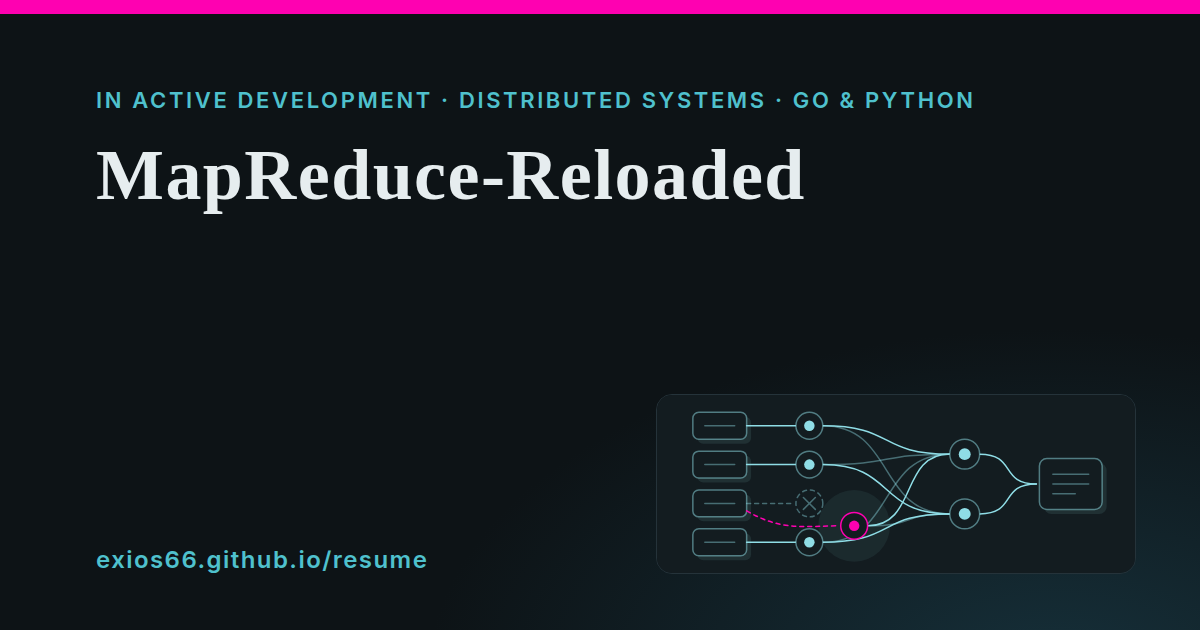 IN ACTIVE DEVELOPMENT · DISTRIBUTED SYSTEMS · GO & PYTHON
MapReduce-Reloaded
exios66.github.io/resume